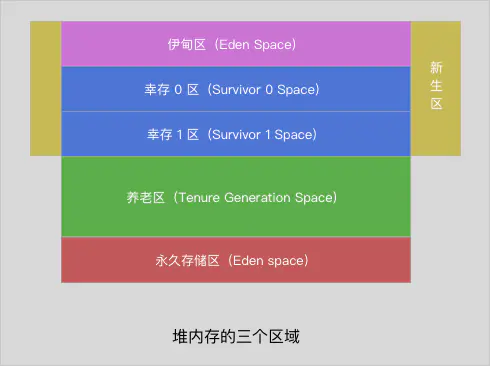 伊甸区（Eden Space）
幸存 0 区（Survivor 0 Space）
幸存 1 区（Survivor 1 Space）
新生区
养老区（Tenure Generation Space）
永久存储区（Eden space）
堆内存的三个区域